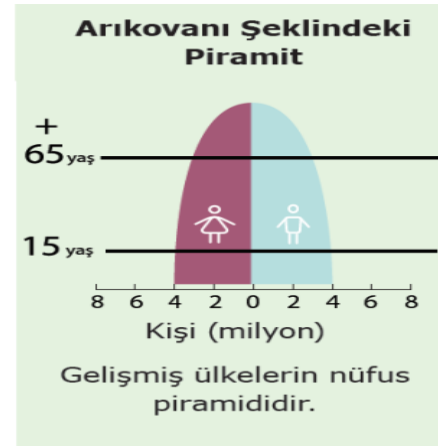 Arıkovanı Şeklindeki
Piramit
+
65 yaş
15 yaş
8 6 4 2 0 2 4 6 8
Kişi (milyon)
Gelişmiş ülkelerin nüfus
piramididir.